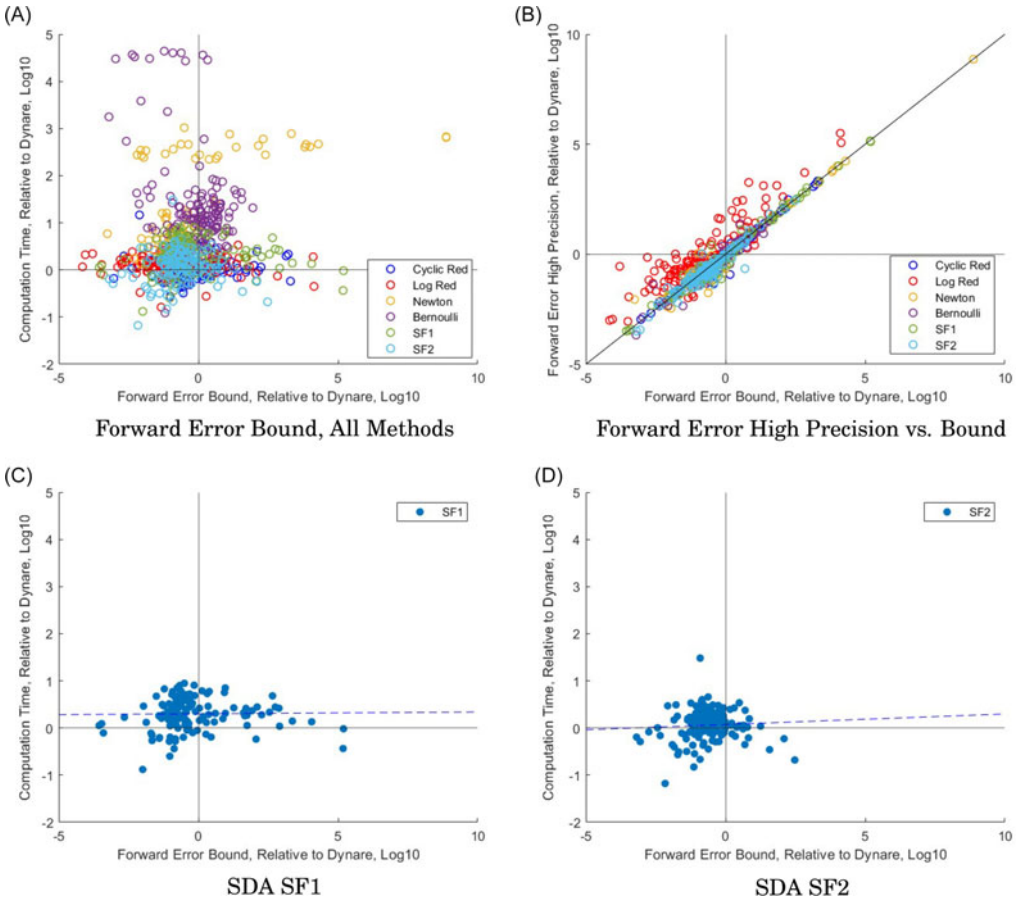 (A)
5
4
3
2
1
0
-1
-2
-5
0
5
10
Computation Time, Relative to Dynare, Log10
Forward Error Bound, Relative to Dynare, Log10
Cyclic Red
Log Red
Newton
Bernoulli
SF1
SF2
Forward Error Bound, All Methods
(B)
10
5
0
-5
-5
0
5
10
Forward Error High Precision, Relative to Dynare, Log10
Forward Error Bound, Relative to Dynare, Log10
Cyclic Red
Log Red
Newton
Bernoulli
SF1
SF2
Forward Error High Precision vs. Bound
(C)
5
4
3
2
1
0
-1
-2
-5
0
5
10
Computation Time, Relative to Dynare, Log10
Forward Error Bound, Relative to Dynare, Log10
SF1
SDA SF1
(D)
5
4
3
2
1
0
-1
-2
-5
0
5
10
Computation Time, Relative to Dynare, Log10
Forward Error Bound, Relative to Dynare, Log10
SF2
SDA SF2